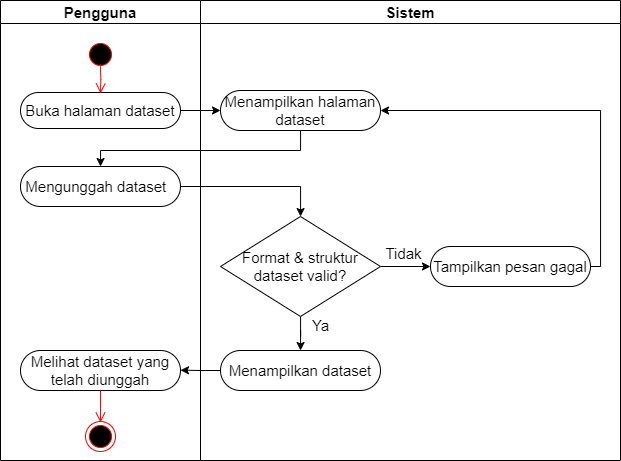 Pengguna
Sistem
Buka halaman dataset
Menampilkan halaman
dataset
Mengunggah dataset
Format & struktur
dataset valid?
Tidak
Tampilkan pesan gagal
Ya
Menampilkan dataset
Melihat dataset yang
telah diunggah